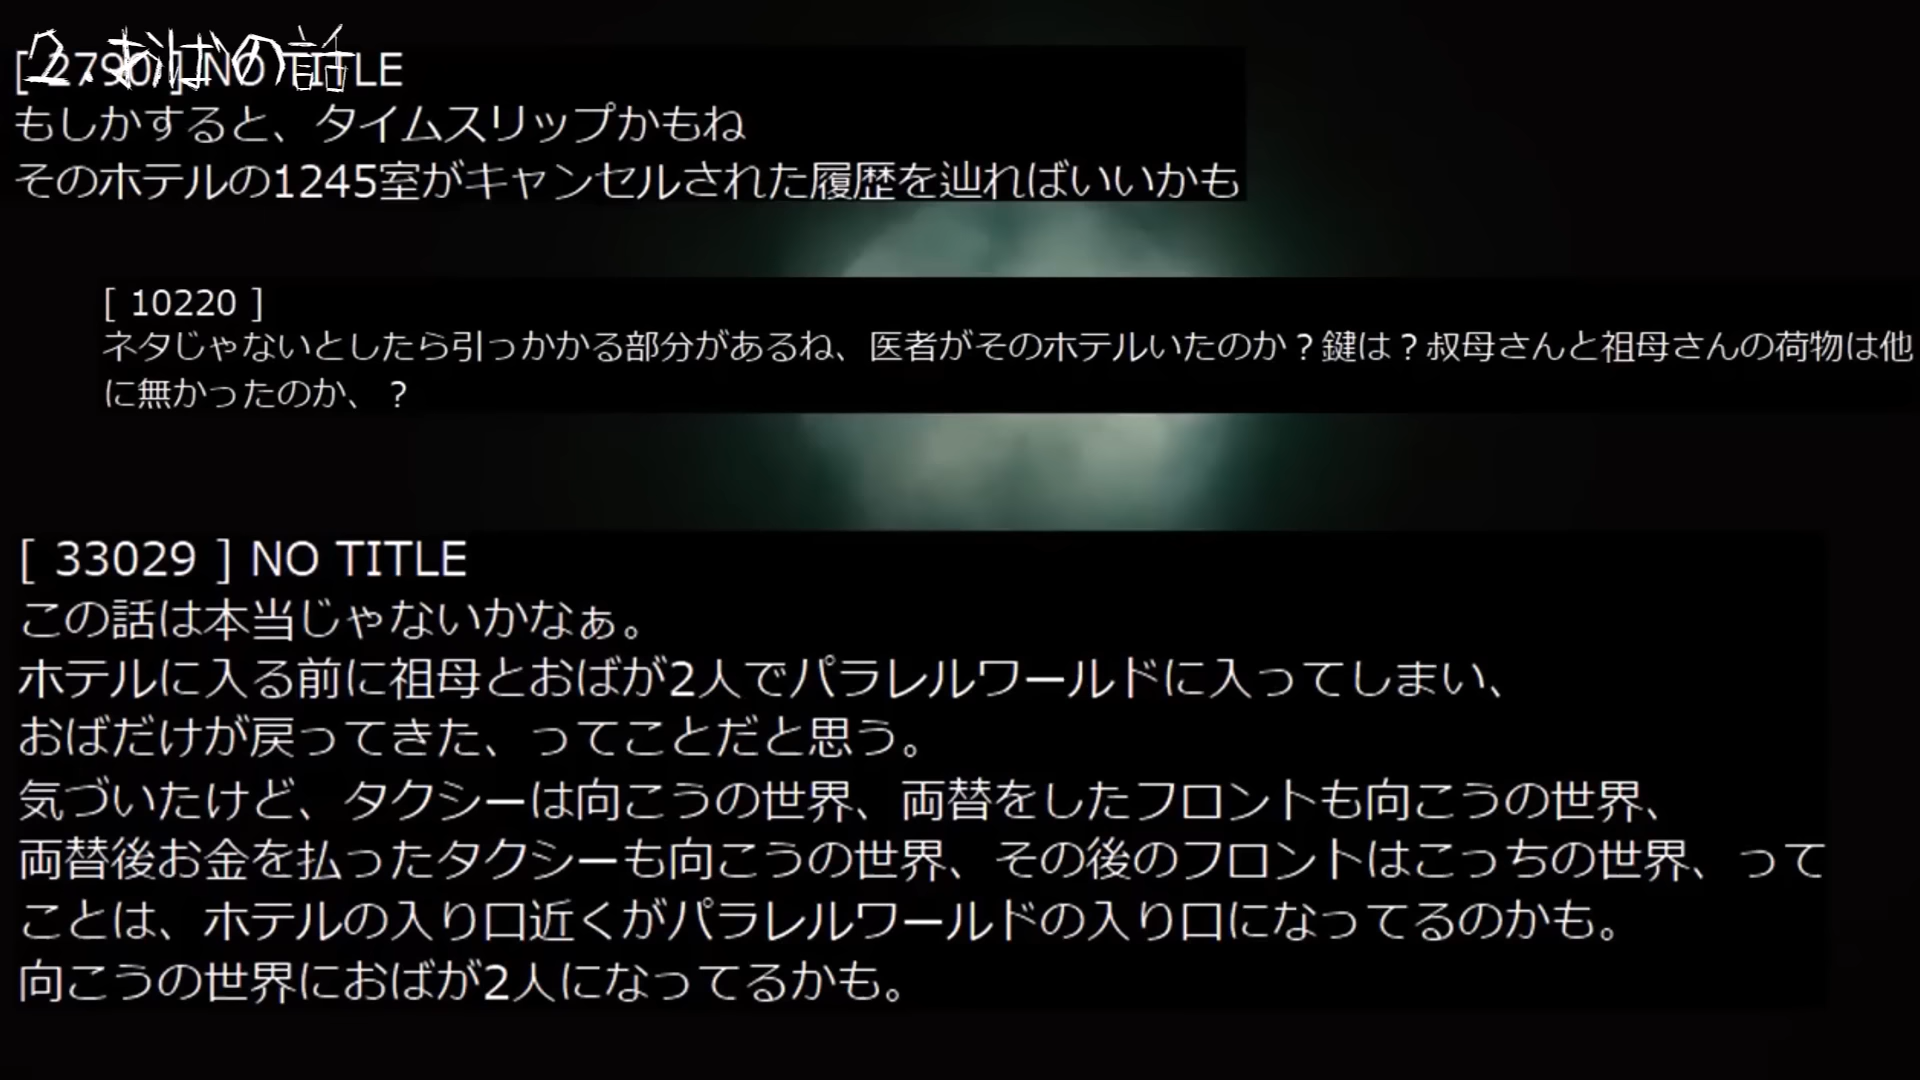 2. おばの話
[ 2790 ] NO TITLE
もしかすると、タイムスリップかもね
そのホテルの1245室がキャンセルされた履歴を辿ればいいかも
[ 10220 ]
ネタじゃないとしたら引っかかる部分があるね、医者がそのホテルいたのか？鍵は？叔母さんと祖母さんの荷物は他
に無かったのか、？
[ 33029 ] NO TITLE
この話は本当じゃないかなぁ。
ホテルに入る前に祖母とおばが2人でパラレルワールドに入ってしまい、
おばだけが戻ってきた、ってことだと思う。
気づいたけど、タクシーは向こうの世界、両替をしたフロントも向こうの世界、
両替後お金を払ったタクシーも向こうの世界、その後のフロントはこっちの世界、って
ことは、ホテルの入り口近くがパラレルワールドの入り口になってるのかも。
向こうの世界におばが2人になってるかも。